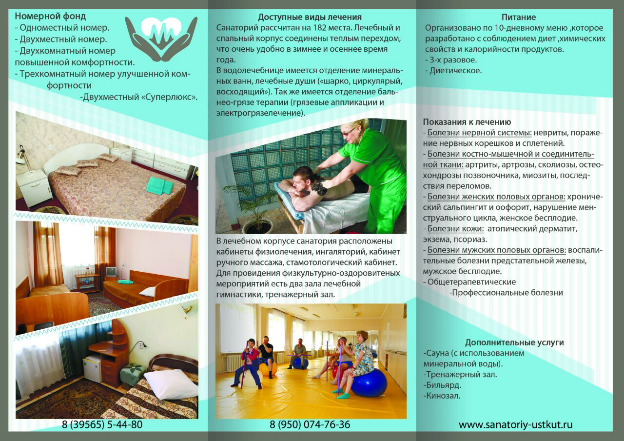 Номерной фонд
- Одноместный номер.
- Двухместный номер.
- Двухкомнатный номер
повышенной комфортности.
- Трехкомнатный номер улучшенной ком-
фортности
-Двухместный «Суперлюкс».
8 (39565) 5-44-80
Доступные виды лечения
Санаторий рассчитан на 182 места. Лечебный и
спальный корпус соединены теплым переходом,
что очень удобно в зимнее и осеннее время
года.
В водолечебнице имеется отделение минераль-
ных ванн, лечебные души («шарко, циркулярый,
восходящий»). Так же имеется отделение баль-
нео-грязе терапии (грязевые аппликации и
электрогрязелечение).
В лечебном корпусе санатория расположены
кабинеты физиолечения, ингаляторий, кабинет
ручного массажа, стамотологический кабинет.
Для провидения физкультурно-оздоровитеных
мероприятий есть два зала лечебной
гимнастики, тренажерный зал.
8 (950) 074-76-36
Питание
Организовано по 10-дневному меню ,которое
разработано с соблюдением диет ,химических
свойств и калорийности продуктов.
- 3-х разовое.
- Диетическое.
Показания к лечению
- Болезни нервной системы: невриты, пораже-
ние нервных корешков и сплетений.
- Болезни костно-мышечной и соединитель-
ной ткани: артрить, артрозы, сколиозы, остео-
хондрозы позвоночника, миозиты, послед-
ствия переломов.
- Болезни женских половых органов: хрониче-
ский сальпингит и оофорит, нарушение мен-
струального цикла, женское бесплодие.
- Болезни кожи: атопический дерматит,
экзема, псориаз.
- Болезни мужских половых органов: воспали-
тельные болезни предстательной железы,
мужское бесплодие.
- Общетерапевтические
-Профессиональные болезни
Дополнительные услуги
-Сауна (с использованием
минеральной воды).
-Тренажерный зал.
-Бильярд.
-Кинозал.
www.sanatoriy-ustkut.ru